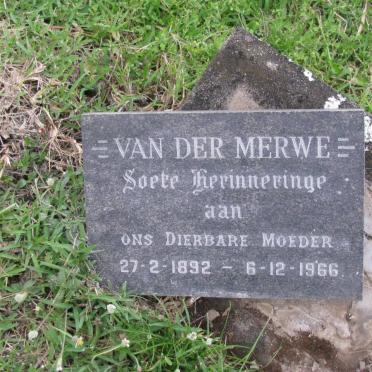 VAN DER MERWE
Soete Herinneringe
aan
ONS DIERBARE MOEDER
27-2-1892 - 6-12-1966